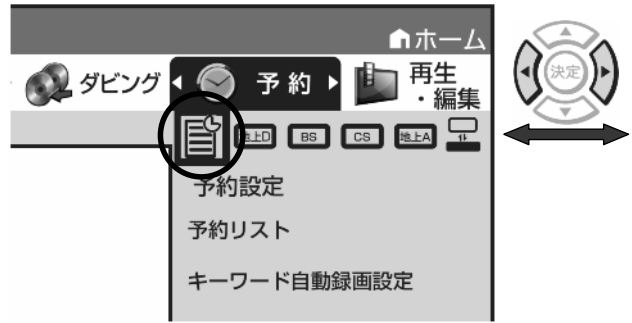 ホーム
ダビング
予約
再生
・編集
決定
地上D
BS
CS
地上A
予約設定
予約リスト
キーワード自動録画設定